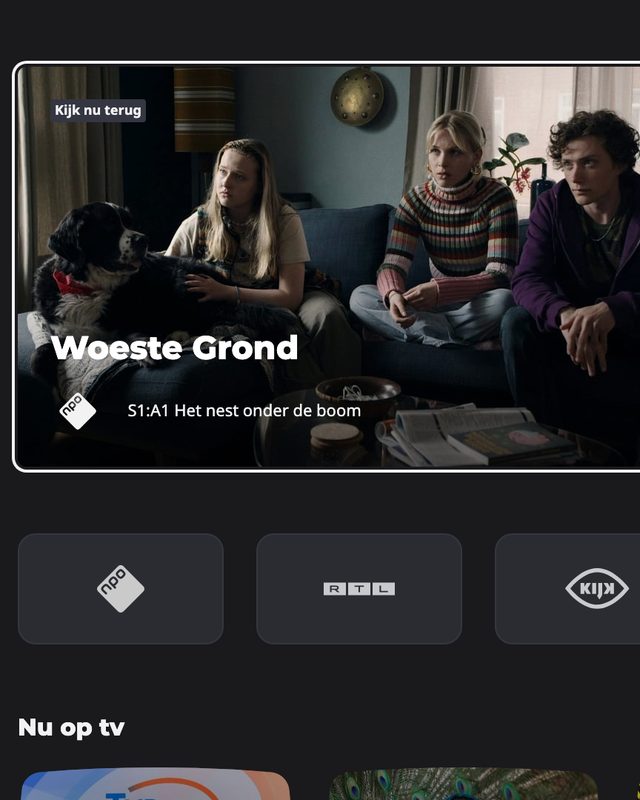 Kijk nu terug
Woeste Grond
npo
S1:A1 Het nest onder de boom
npo
RTL
KIJK
Nu op tv